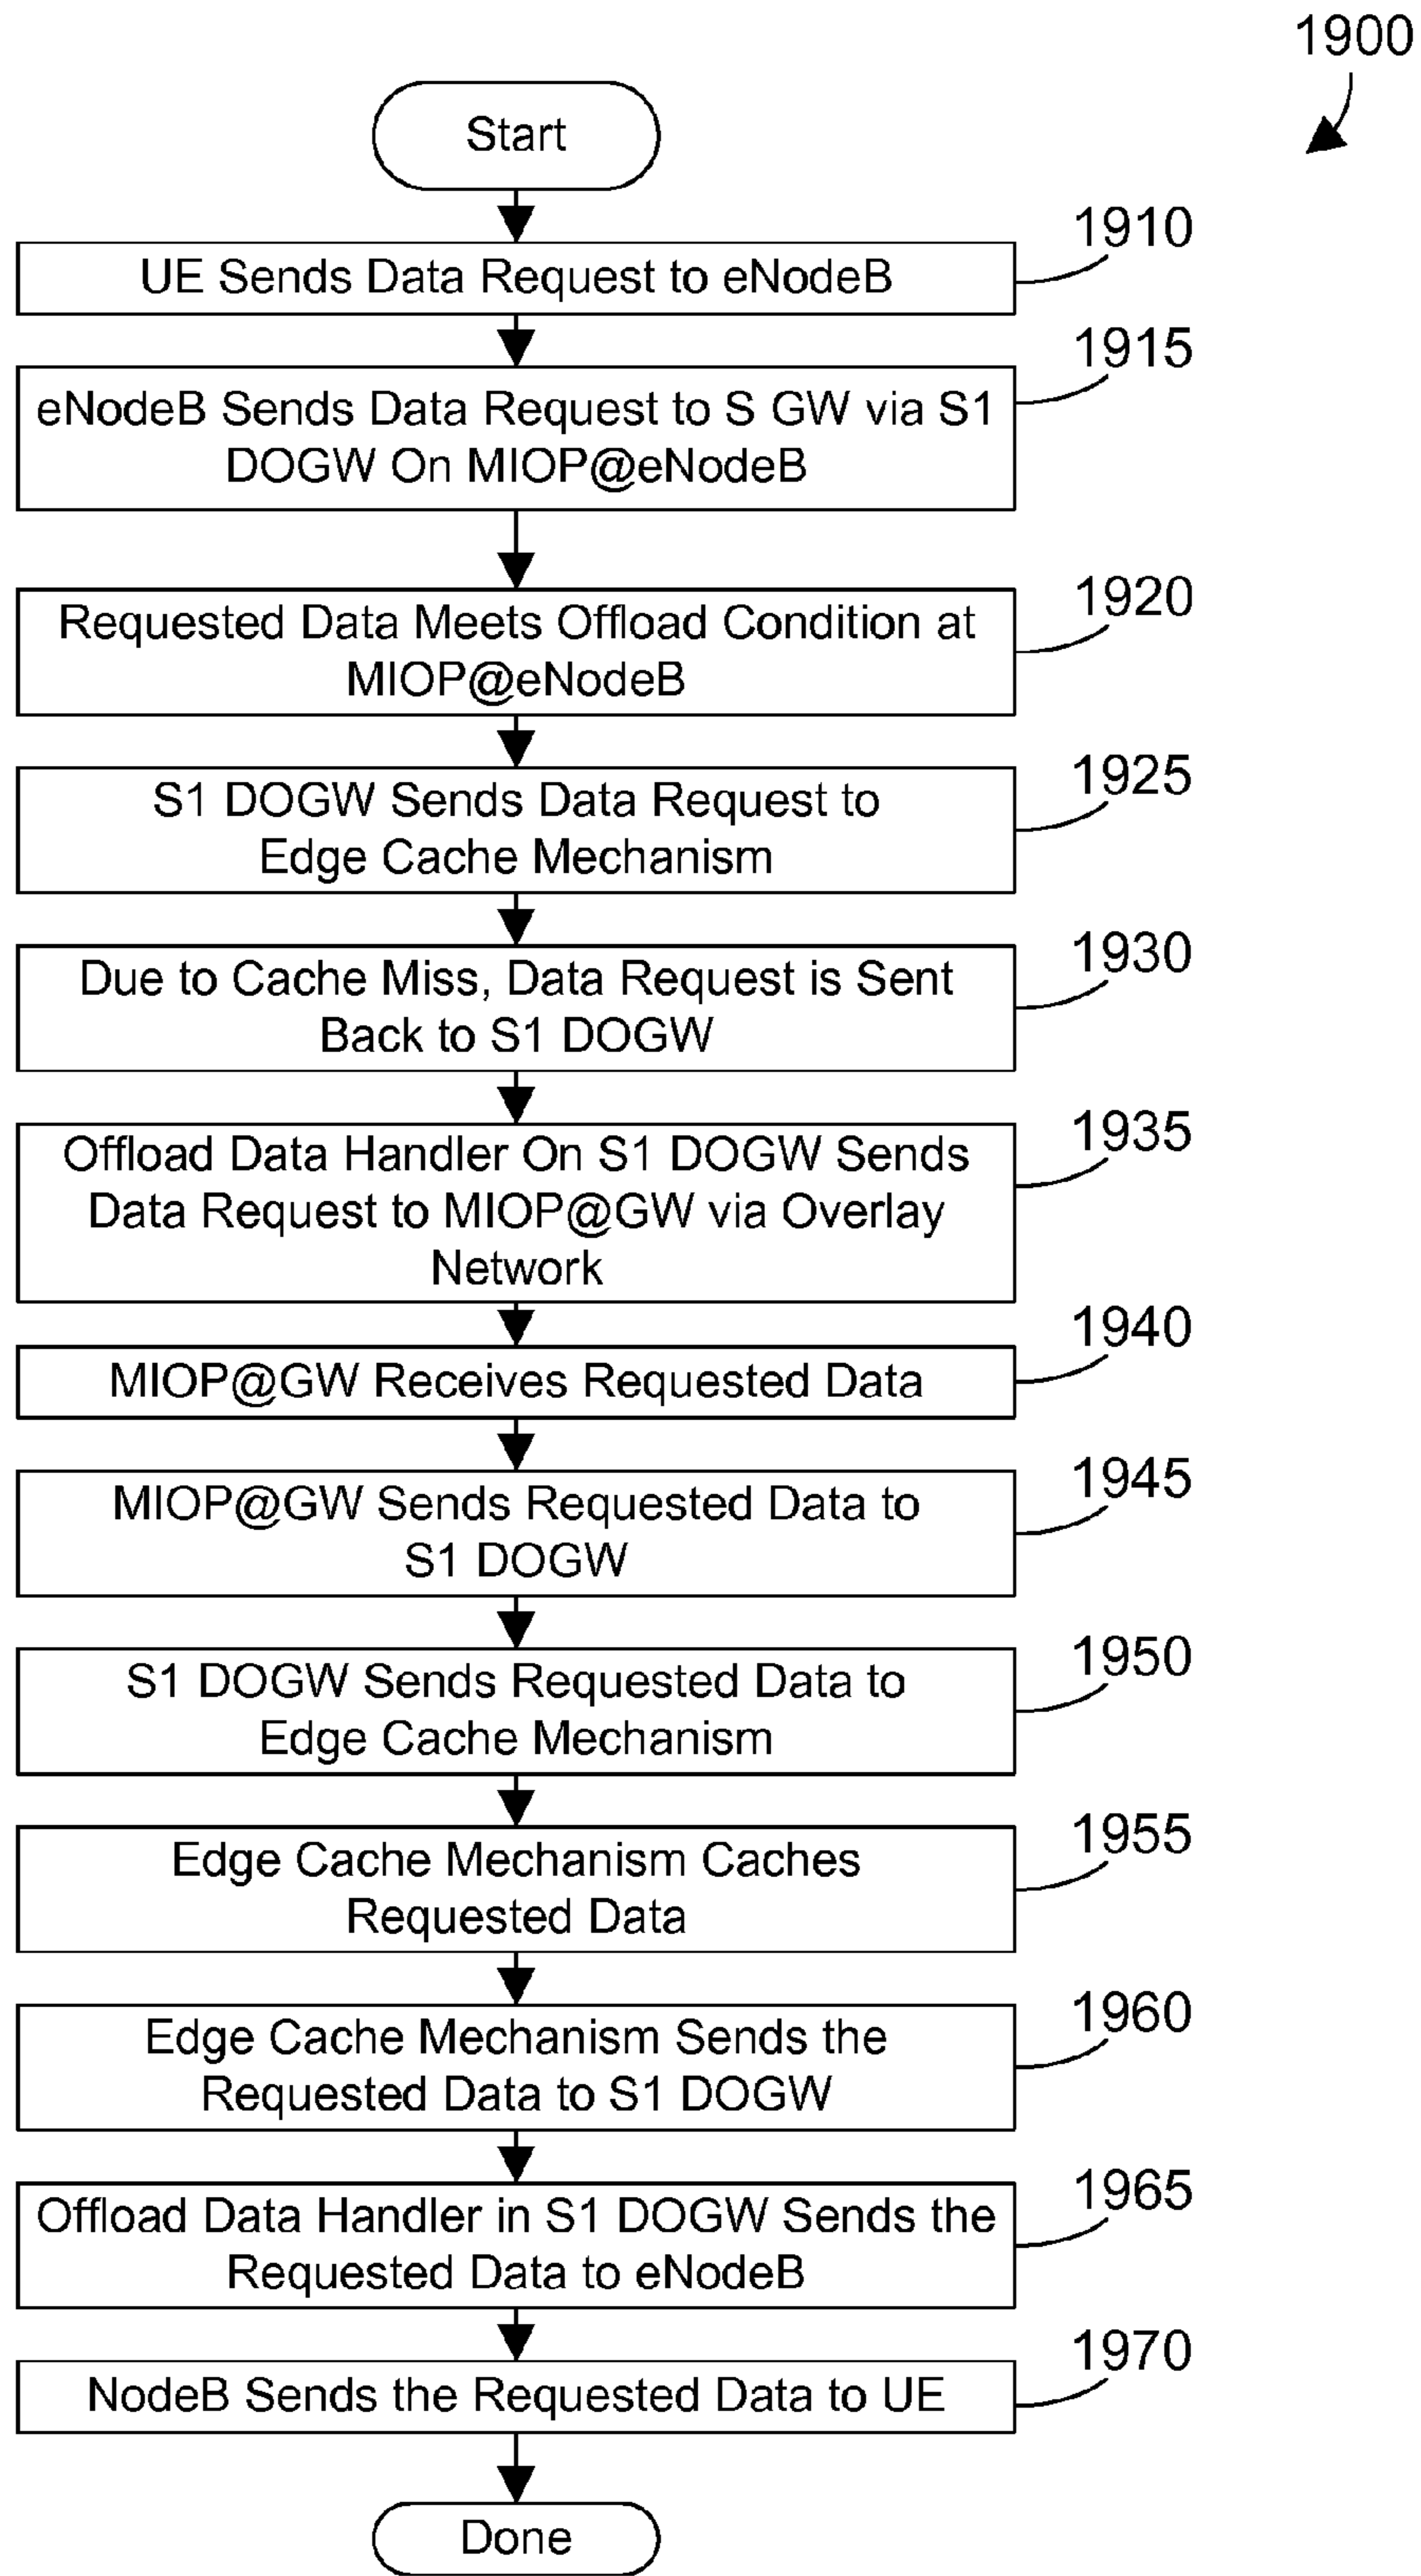 1900
Start
1910
UE Sends Data Request to eNodeB
1915
eNodeB Sends Data Request to S GW via S1
DOGW On MIOP@eNodeB
1920
Requested Data Meets Offload Condition at
MIOP@eNodeB
1925
S1 DOGW Sends Data Request to
Edge Cache Mechanism
1930
Due to Cache Miss, Data Request is Sent
Back to S1 DOGW
1935
Offload Data Handler On S1 DOGW Sends
Data Request to MIOP@GW via Overlay
Network
1940
MIOP@GW Receives Requested Data
1945
MIOP@GW Sends Requested Data to
S1 DOGW
1950
S1 DOGW Sends Requested Data to
Edge Cache Mechanism
1955
Edge Cache Mechanism Caches
Requested Data
1960
Edge Cache Mechanism Sends the
Requested Data to S1 DOGW
1965
Offload Data Handler in S1 DOGW Sends the
Requested Data to eNodeB
1970
NodeB Sends the Requested Data to UE
Done